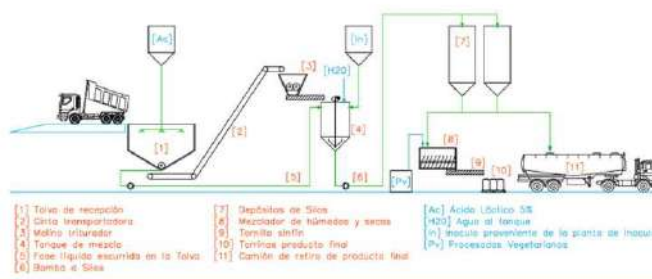 [Ac]
[In]
[3]
[H2O]
[7]
[2]
[4]
[8]
[1]
[9]
[5]
[6]
[Pv]
[10]
[11]
[1] Tolva de recepción
[2] Cinta transportadora
[3] Molino triturador
[4] Tanque de mezcla
[5] Fase líquida escurrida en la Tolva
[6] Bomba a Silos
[7] Depósitos de Silos
[8] Mezclador de húmedos y secos
[9] Tornillo sinfín
[10] Torrinas producto final
[11] Camión de retiro de producto final
[Ac] Ácido Láctico 5%
[H2O] Agua al tanque
[In] Inoculo proveniente de la planta de
[Pv] Procesados Vegetarianos